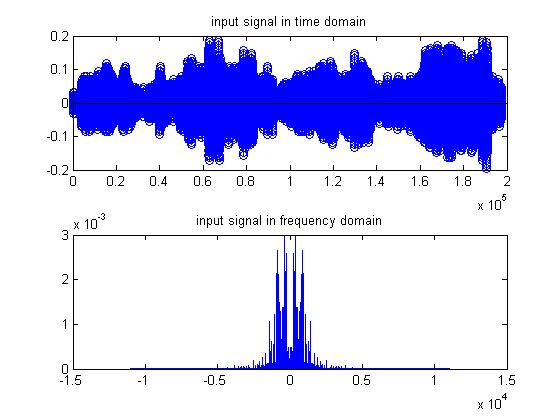 input signal in time domain
0.2
0.1
0
-0.1
-0.2
0 0.2 0.4 0.6 0.8 1 1.2 1.4 1.6 1.8 2
x 10^5
input signal in frequency domain
x 10^-3
3
2
1
0
-1.5 -1 -0.5 0 0.5 1 1.5
x 10^4